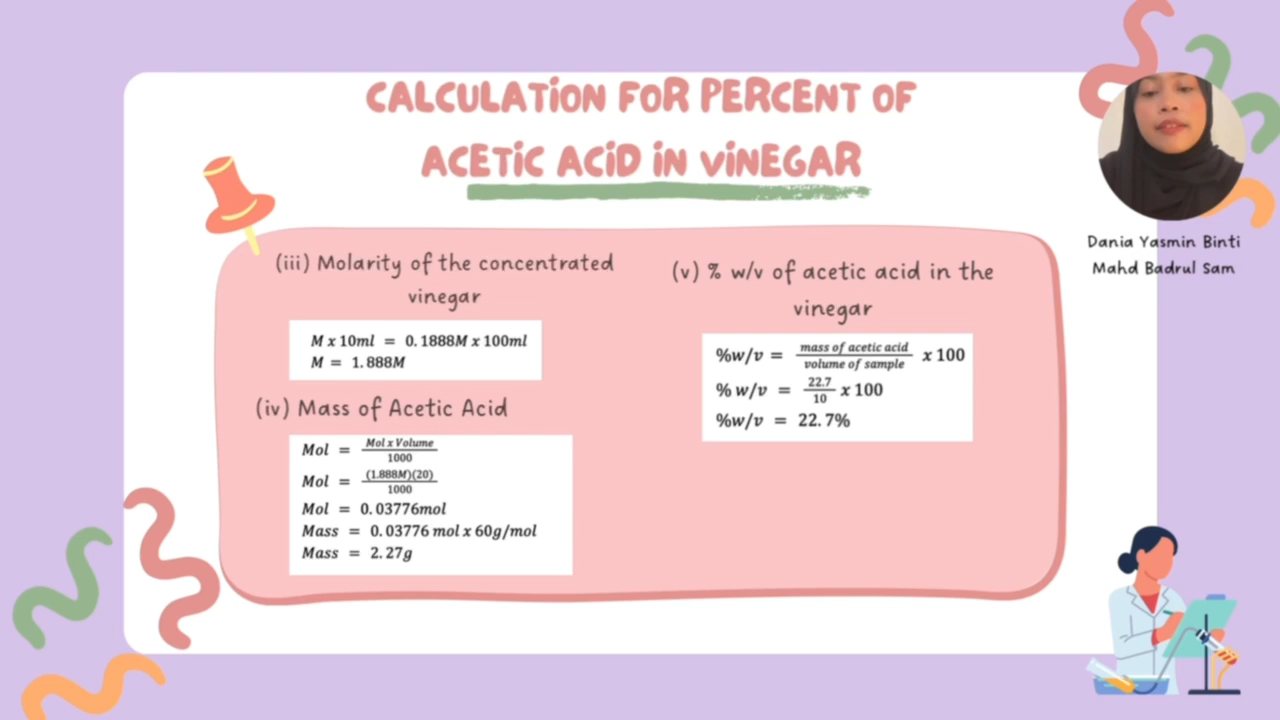 CALCULATION FOR PERCENT OF
ACETIC ACID IN VINEGAR
Dania Yasmin Binti
Mahd Badrul Sam
(iii) Molarity of the concentrated
vinegar
M x 10ml = 0.1888M x 100ml
M = 1.888M
(iv) Mass of Acetic Acid
Mol = Mol x Volume / 1000
Mol = (1.888M)(20) / 1000
Mol = 0.03776mol
Mass = 0.03776 mol x 60g/mol
Mass = 2.27g
(v) % w/v of acetic acid in the
vinegar
%w/v = mass of acetic acid / volume of sample x 100
% w/v = 22.7 / 10 x 100
%w/v = 22.7%